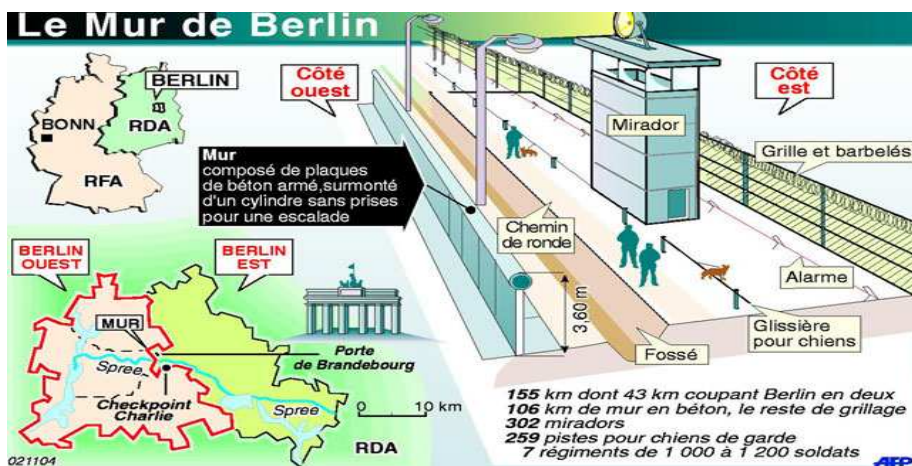 Le Mur de Berlin
BERLIN
BONN
RDA
RFA
Côté
ouest
Côté
est
Mirador
Grille et barbelés
Mur
composé de plaques
de béton armé,surmonté
d'un cylindre sans prises
pour une escalade
Chemin
de ronde
Alarme
3,60 m
Glissière
pour chiens
Fossé
BERLIN
OUEST
BERLIN
EST
MUR
Porte
de Brandebourg
Spree
Checkpoint
Charlie
Spree
0 10 km
RDA
155 km dont 43 km coupant Berlin en deux
106 km de mur en béton, le reste de grillage
302 miradors
259 pistes pour chiens de garde
7 régiments de 1 000 à 1 200 soldats
021104
AFP